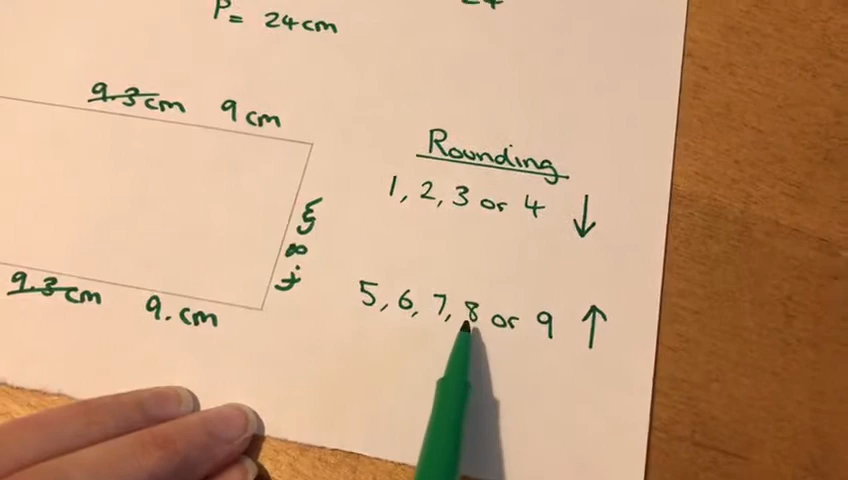 P= 24cm
24
9.3cm 9cm
Rounding
1, 2, 3 or 4 ↓
5, 6, 7, 8 or 9 ↑
9.3cm 9.cm